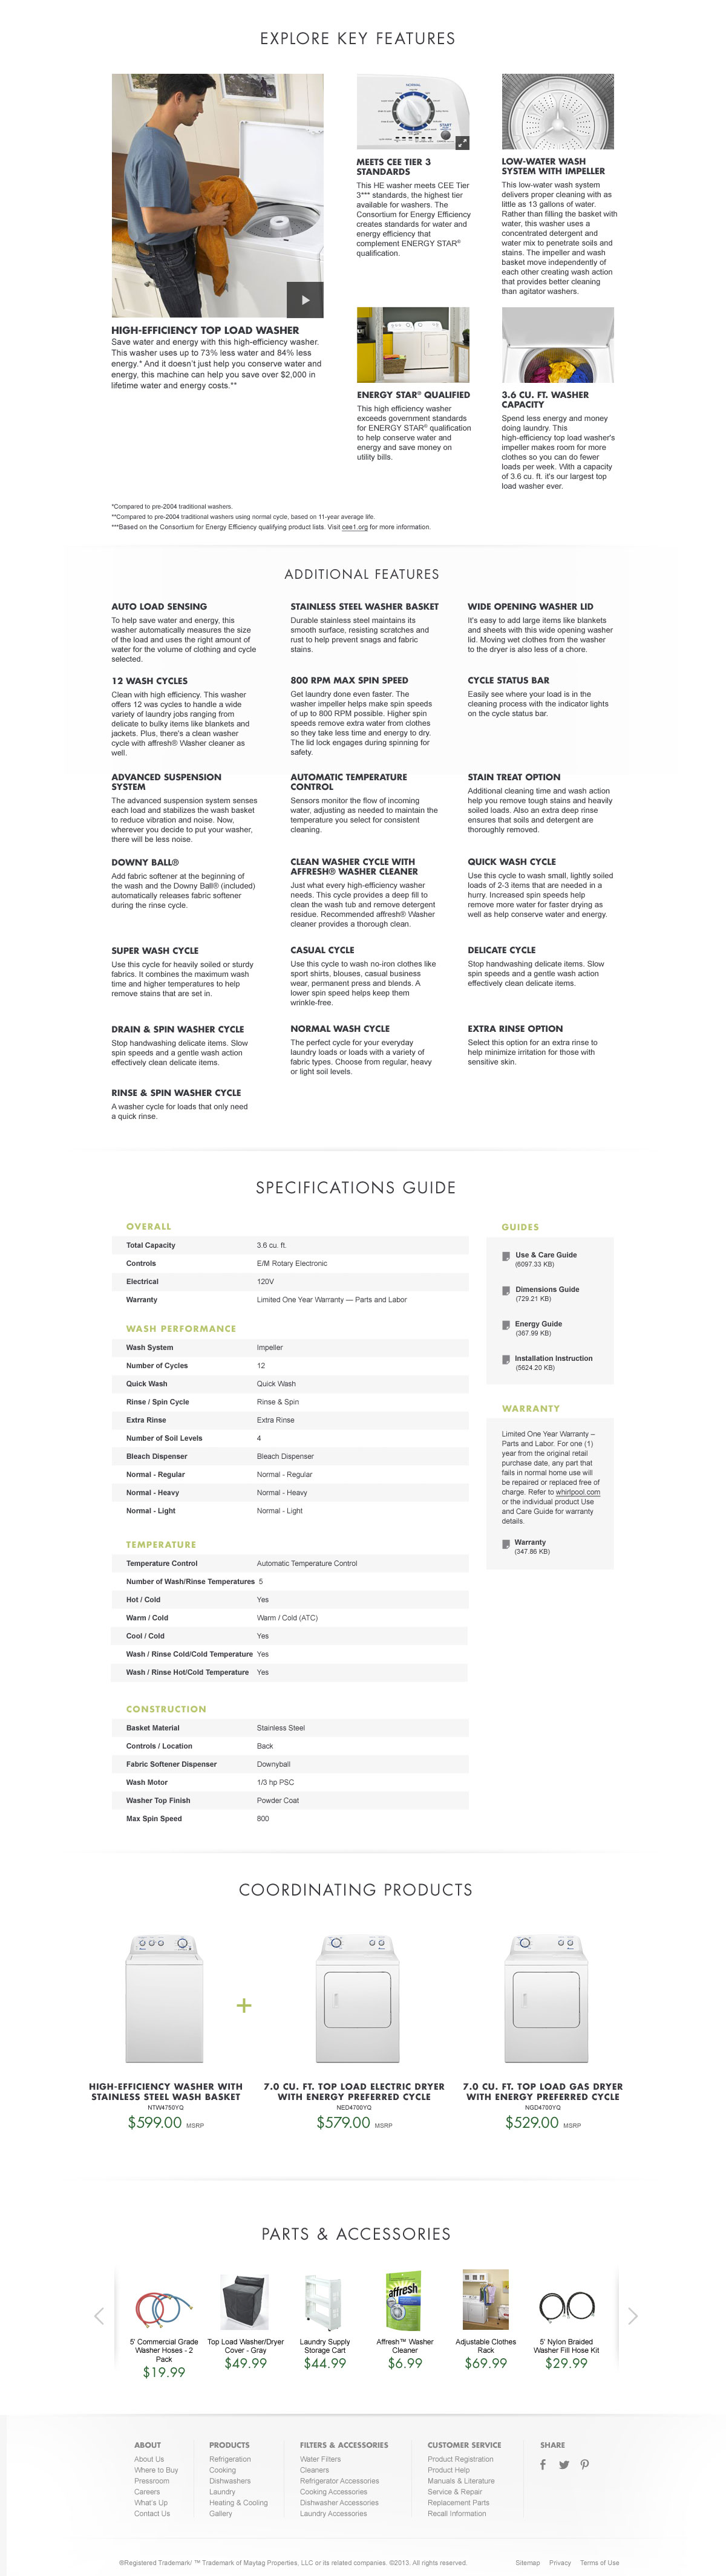 EXPLORE KEY FEATURES
HIGH-EFFICIENCY TOP LOAD WASHER
Save water and energy with this high-efficiency washer.
This washer uses up to 73% less water and 84% less
energy.* And it doesn't just help you conserve water and
energy, this machine can help you save over $2,000 in
lifetime water and energy costs.**
NORMAL
START
MEETS CEE TIER 3
STANDARDS
This HE washer meets CEE Tier
3*** standards, the highest tier
available for washers. The
Consortium for Energy Efficiency
creates standards for water and
energy efficiency that
complement ENERGY STAR®
qualification.
LOW-WATER WASH
SYSTEM WITH IMPELLER
This low-water wash system
delivers proper cleaning with as
little as 13 gallons of water.
Rather than filling the basket with
water, this washer uses a
concentrated detergent and
water mix to penetrate soils and
stains. The impeller and wash
basket move independently of
each other creating wash action
that provides better cleaning
than agitator washers.
ENERGY STAR® QUALIFIED
This high efficiency washer
exceeds government standards
for ENERGY STAR® qualification
to help conserve water and
energy and save money on
utility bills.
3.6 CU. FT. WASHER
CAPACITY
Spend less energy and money
doing laundry. This
high-efficiency top load washer's
impeller makes room for more
clothes so you can do fewer
loads per week. With a capacity
of 3.6 cu. ft. it's our largest top
load washer ever.
*Compared to pre-2004 traditional washers.
**Compared to pre-2004 traditional washers using normal cycle, based on 11-year average life.
***Based on the Consortium for Energy Efficiency qualifying product lists. Visit cee1.org for more information.
ADDITIONAL FEATURES
AUTO LOAD SENSING
To help save water and energy, this
washer automatically measures the size
of the load and uses the right amount of
water for the volume of clothing and cycle
selected.
STAINLESS STEEL WASHER BASKET
Durable stainless steel maintains its
smooth surface, resisting scratches and
rust to help prevent snags and fabric
stains.
WIDE OPENING WASHER LID
It's easy to add large items like blankets
and sheets with this wide opening washer
lid. Moving wet clothes from the washer
to the dryer is also less of a chore.
12 WASH CYCLES
Clean with high efficiency. This washer
offers 12 was cycles to handle a wide
variety of laundry jobs ranging from
delicate to bulky items like blankets and
jackets. Plus, there's a clean washer
cycle with affresh® Washer cleaner as
well.
800 RPM MAX SPIN SPEED
Get laundry done even faster. The
washer impeller helps make spin speeds
of up to 800 RPM possible. Higher spin
speeds remove extra water from clothes
so they take less time and energy to dry.
The lid lock engages during spinning for
safety.
CYCLE STATUS BAR
Easily see where your load is in the
cleaning process with the indicator lights
on the cycle status bar.
ADVANCED SUSPENSION
SYSTEM
The advanced suspension system senses
each load and stabilizes the wash basket
to reduce vibration and noise. Now,
wherever you decide to put your washer,
there will be less noise.
AUTOMATIC TEMPERATURE
CONTROL
Sensors monitor the flow of incoming
water, adjusting as needed to maintain the
temperature you select for consistent
cleaning.
STAIN TREAT OPTION
Additional cleaning time and wash action
help you remove tough stains and heavily
soiled loads. Also an extra deep rinse
ensures that soils and detergent are
thoroughly removed.
DOWNY BALL®
Add fabric softener at the beginning of
the wash and the Downy Ball® (included)
automatically releases fabric softener
during the rinse cycle.
CLEAN WASHER CYCLE WITH
AFFRESH® WASHER CLEANER
Just what every high-efficiency washer
needs. This cycle provides a deep fill to
clean the wash tub and remove detergent
residue. Recommended affresh® Washer
cleaner provides a thorough clean.
QUICK WASH CYCLE
Use this cycle to wash small, lightly soiled
loads of 2-3 items that are needed in a
hurry. Increased spin speeds help
remove more water for faster drying as
well as help conserve water and energy.
SUPER WASH CYCLE
Use this cycle for heavily soiled or sturdy
fabrics. It combines the maximum wash
time and higher temperatures to help
remove stains that are set in.
CASUAL CYCLE
Use this cycle to wash no-iron clothes like
sport shirts, blouses, casual business
wear, permanent press and blends. A
lower spin speed helps keep them
wrinkle-free.
DELICATE CYCLE
Stop handwashing delicate items. Slow
spin speeds and a gentle wash action
effectively clean delicate items.
DRAIN & SPIN WASHER CYCLE
Stop handwashing delicate items. Slow
spin speeds and a gentle wash action
effectively clean delicate items.
NORMAL WASH CYCLE
The perfect cycle for your everyday
laundry loads or loads with a variety of
fabric types. Choose from regular, heavy
or light soil levels.
EXTRA RINSE OPTION
Select this option for an extra rinse to
help minimize irritation for those with
sensitive skin.
RINSE & SPIN WASHER CYCLE
A washer cycle for loads that only need
a quick rinse.
SPECIFICATIONS GUIDE
OVERALL
Total Capacity 3.6 cu. ft.
Controls E/M Rotary Electronic
Electrical 120V
Warranty Limited One Year Warranty — Parts and Labor
WASH PERFORMANCE
Wash System Impeller
Number of Cycles 12
Quick Wash Quick Wash
Rinse / Spin Cycle Rinse & Spin
Extra Rinse Extra Rinse
Number of Soil Levels 4
Bleach Dispenser Bleach Dispenser
Normal - Regular Normal - Regular
Normal - Heavy Normal - Heavy
Normal - Light Normal - Light
TEMPERATURE
Temperature Control Automatic Temperature Control
Number of Wash/Rinse Temperatures 5
Hot / Cold Yes
Warm / Cold Warm / Cold (ATC)
Cool / Cold Yes
Wash / Rinse Cold/Cold Temperature Yes
Wash / Rinse Hot/Cold Temperature Yes
CONSTRUCTION
Basket Material Stainless Steel
Controls / Location Back
Fabric Softener Dispenser Downyball
Wash Motor 1/3 hp PSC
Washer Top Finish Powder Coat
Max Spin Speed 800
GUIDES
Use & Care Guide
(6097.33 KB)
Dimensions Guide
(729.21 KB)
Energy Guide
(367.99 KB)
Installation Instruction
(5624.20 KB)
WARRANTY
Limited One Year Warranty –
Parts and Labor. For one (1)
year from the original retail
purchase date, any part that
fails in normal home use will
be repaired or replaced free of
charge. Refer to whirlpool.com
or the individual product Use
and Care Guide for warranty
details.
Warranty
(347.86 KB)
COORDINATING PRODUCTS
+
HIGH-EFFICIENCY WASHER WITH
STAINLESS STEEL WASH BASKET
NTW4750YQ
$599.00 MSRP
7.0 CU. FT. TOP LOAD ELECTRIC DRYER
WITH ENERGY PREFERRED CYCLE
NED4700YQ
$579.00 MSRP
7.0 CU. FT. TOP LOAD GAS DRYER
WITH ENERGY PREFERRED CYCLE
NGD4700YQ
$529.00 MSRP
PARTS & ACCESSORIES
5' Commercial Grade
Washer Hoses - 2
Pack
$19.99
Top Load Washer/Dryer
Cover - Gray
$49.99
Laundry Supply
Storage Cart
$44.99
affresh
Affresh™ Washer
Cleaner
$6.99
Adjustable Clothes
Rack
$69.99
5' Nylon Braided
Washer Fill Hose Kit
$29.99
ABOUT
About Us
Where to Buy
Pressroom
Careers
What's Up
Contact Us
PRODUCTS
Refrigeration
Cooking
Dishwashers
Laundry
Heating & Cooling
Gallery
FILTERS & ACCESSORIES
Water Filters
Cleaners
Refrigerator Accessories
Cooking Accessories
Dishwasher Accessories
Laundry Accessories
CUSTOMER SERVICE
Product Registration
Product Help
Manuals & Literature
Service & Repair
Replacement Parts
Recall Information
SHARE
®Registered Trademark/ ™ Trademark of Maytag Properties, LLC or its related companies. ©2013. All rights reserved.
Sitemap Privacy Terms of Use